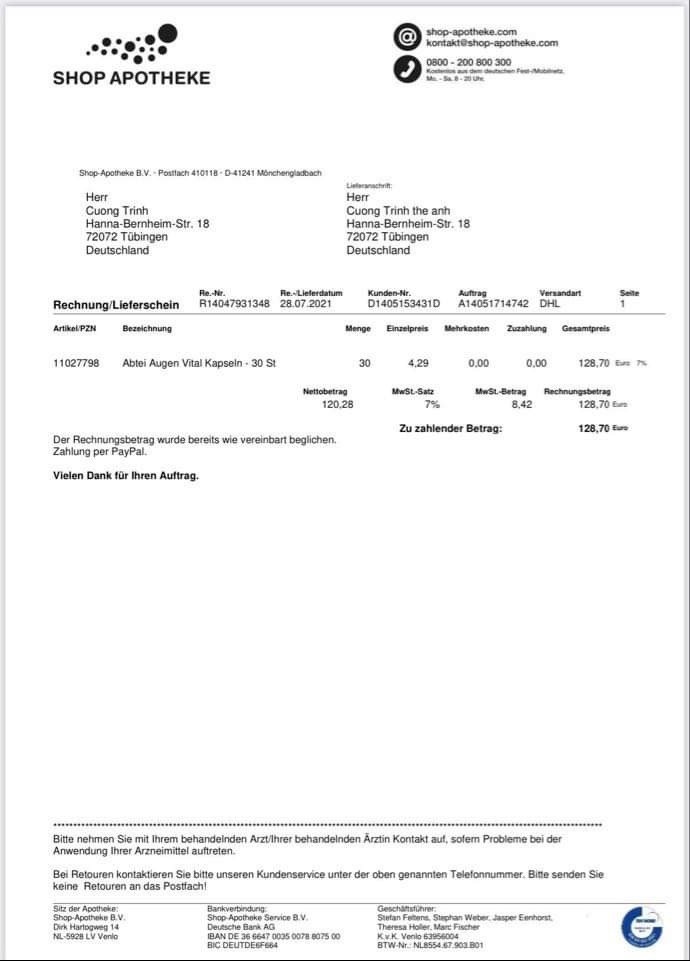 SHOP APOTHEKE
shop-apotheke.com
kontakt@shop-apotheke.com
0800 - 200 800 300
Kostenlos aus dem deutschen Fest-/Mobilnetz.
Mo. - Sa. 8 - 20 Uhr.
Shop-Apotheke B.V. · Postfach 410118 · D-41241 Mönchengladbach
Herr
Cuong Trinh
Hanna-Bernheim-Str. 18
72072 Tübingen
Deutschland
Lieferanschrift:
Herr
Cuong Trinh the anh
Hanna-Bernheim-Str. 18
72072 Tübingen
Deutschland
Re.-Nr. Re.-/Lieferdatum Kunden-Nr. Auftrag Versandart Seite
Rechnung/Lieferschein R14047931348 28.07.2021 D1405153431D A14051714742 DHL 1
Artikel/PZN Bezeichnung Menge Einzelpreis Mehrkosten Zuzahlung Gesamtpreis
11027798 Abtei Augen Vital Kapseln - 30 St 30 4,29 0,00 0,00 128,70 Euro 7%
Nettobetrag MwSt.-Satz MwSt.-Betrag Rechnungsbetrag
120,28 7% 8,42 128,70 Euro
Zu zahlender Betrag: 128,70 Euro
Der Rechnungsbetrag wurde bereits wie vereinbart beglichen.
Zahlung per PayPal.
Vielen Dank für Ihren Auftrag.
Bitte nehmen Sie mit Ihrem behandelnden Arzt/Ihrer behandelnden Ärztin Kontakt auf, sofern Probleme bei der
Anwendung Ihrer Arzneimittel auftreten.
Bei Retouren kontaktieren Sie bitte unseren Kundenservice unter der oben genannten Telefonnummer. Bitte senden Sie
keine Retouren an das Postfach!
Sitz der Apotheke:
Shop-Apotheke B.V.
Dirk Hartogweg 14
NL-5928 LV Venlo
Bankverbindung:
Shop-Apotheke Service B.V.
Deutsche Bank AG
IBAN DE 36 6647 0035 0078 8075 00
BIC DEUTDE6F664
Geschäftsführer:
Stefan Feltens, Stephan Weber, Jasper Eenhorst,
Theresa Holler, Marc Fischer
K.v.K. Venlo 63956004
BTW-Nr.: NL8554.67.903.B01